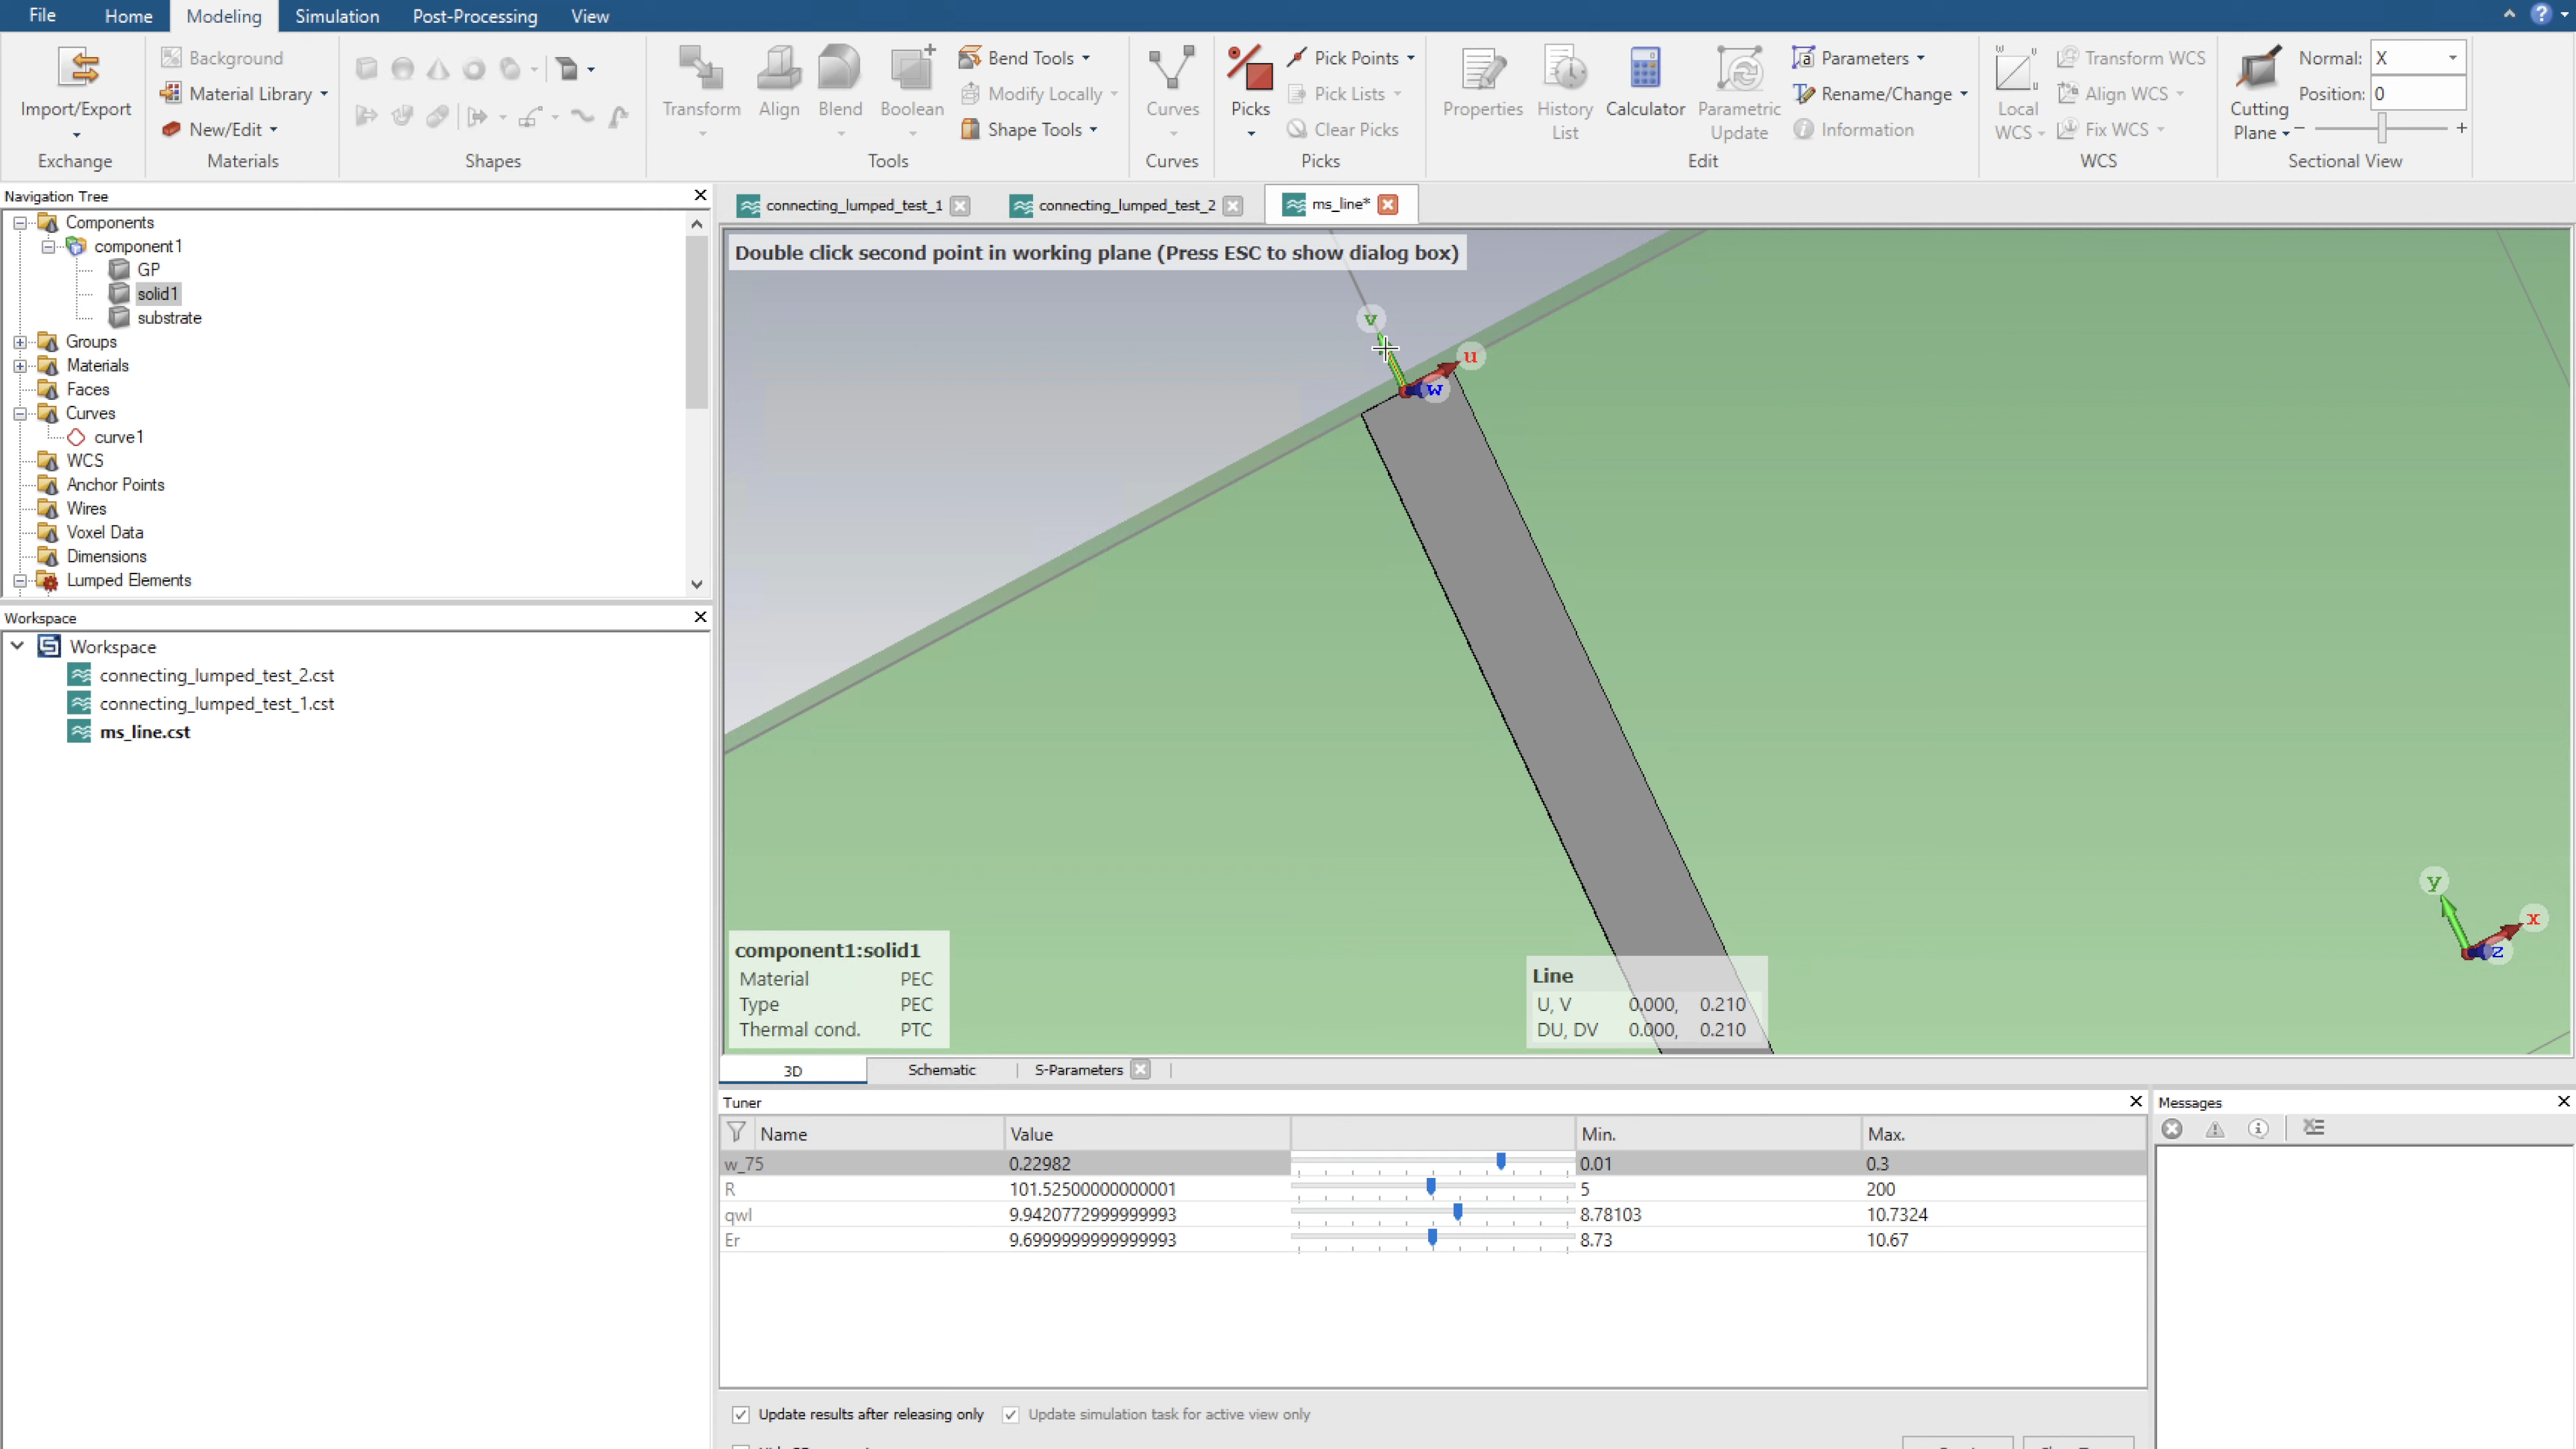 File Home Modeling Simulation Post-Processing View
Import/Export
Exchange
Background
Material Library
New/Edit
Materials
Shapes
Transform Align Blend Boolean
Bend Tools
Modify Locally
Shape Tools
Tools
Curves
Curves
Picks
Pick Points
Pick Lists
Clear Picks
Picks
Properties
History List
Calculator
Parametric Update
Parameters
Rename/Change
Information
Edit
Local WCS
Transform WCS
Align WCS
Fix WCS
WCS
Cutting Plane
Normal: X
Position: 0
Sectional View
Navigation Tree
Components
component1
GP
solid1
substrate
Groups
Materials
Faces
Curves
curve1
WCS
Anchor Points
Wires
Voxel Data
Dimensions
Lumped Elements
Workspace
Workspace
connecting_lumped_test_2.cst
connecting_lumped_test_1.cst
ms_line.cst
connecting_lumped_test_1 connecting_lumped_test_2 ms_line*
Double click second point in working plane (Press ESC to show dialog box)
v
u
w
y
x
z
component1:solid1
Material PEC
Type PEC
Thermal cond. PTC
Line
U, V 0.000, 0.210
DU, DV 0.000, 0.210
3D Schematic S-Parameters
Tuner
Name Value Min. Max.
w_75 0.22982 0.01 0.3
R 101.52500000000001 5 200
qwl 9.9420772999999993 8.78103 10.7324
Er 9.6999999999999993 8.73 10.67
Update results after releasing only Update simulation task for active view only
Messages